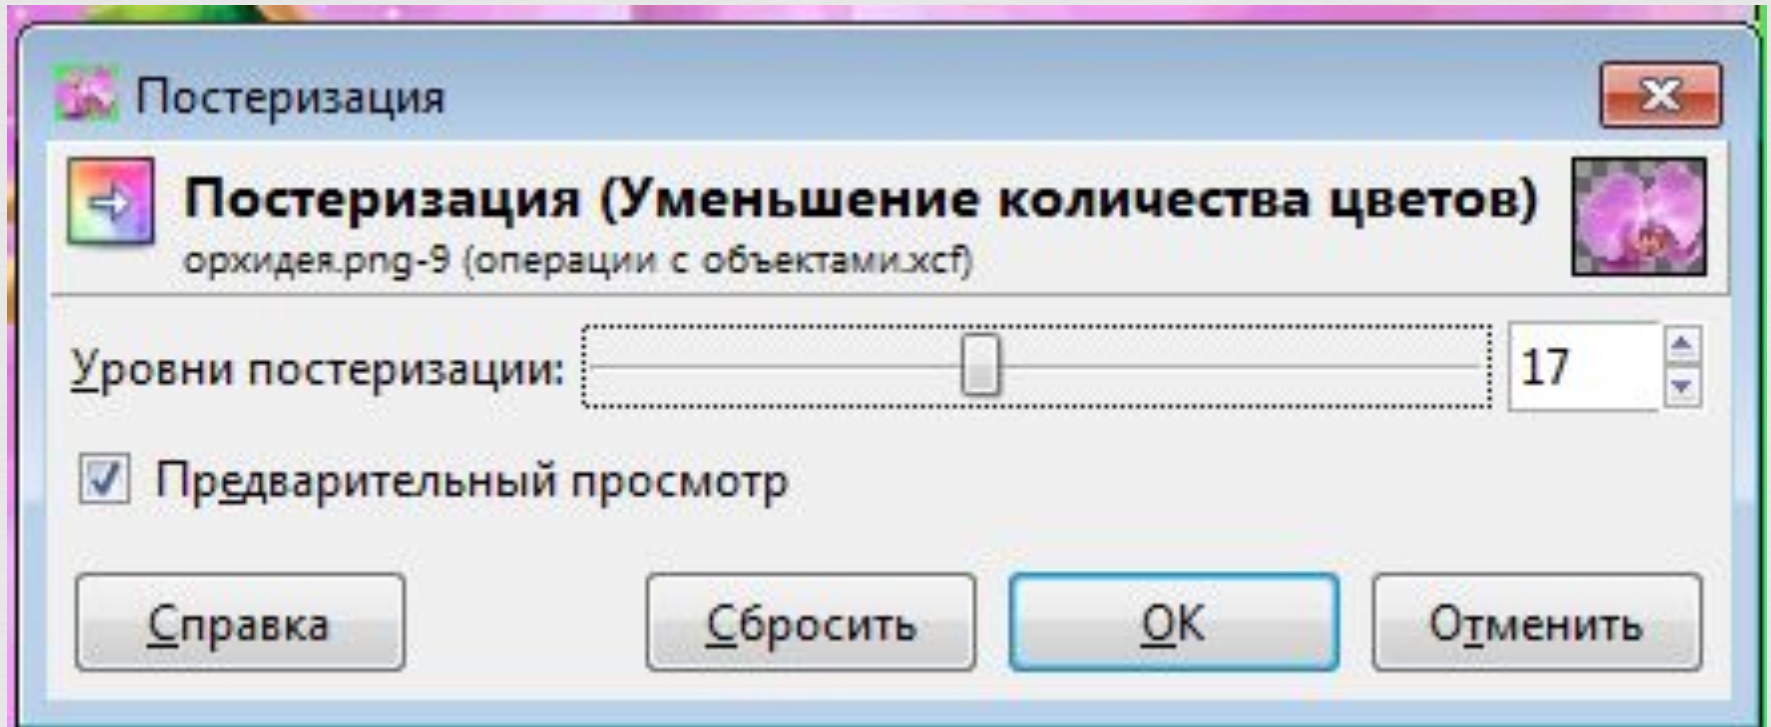 Постеризация
Постеризация (Уменьшение количества цветов)
орхидея.png-9 (операции с объектами.xcf)
Уровни постеризации: 17
Предварительный просмотр
Справка Сбросить OK Отменить